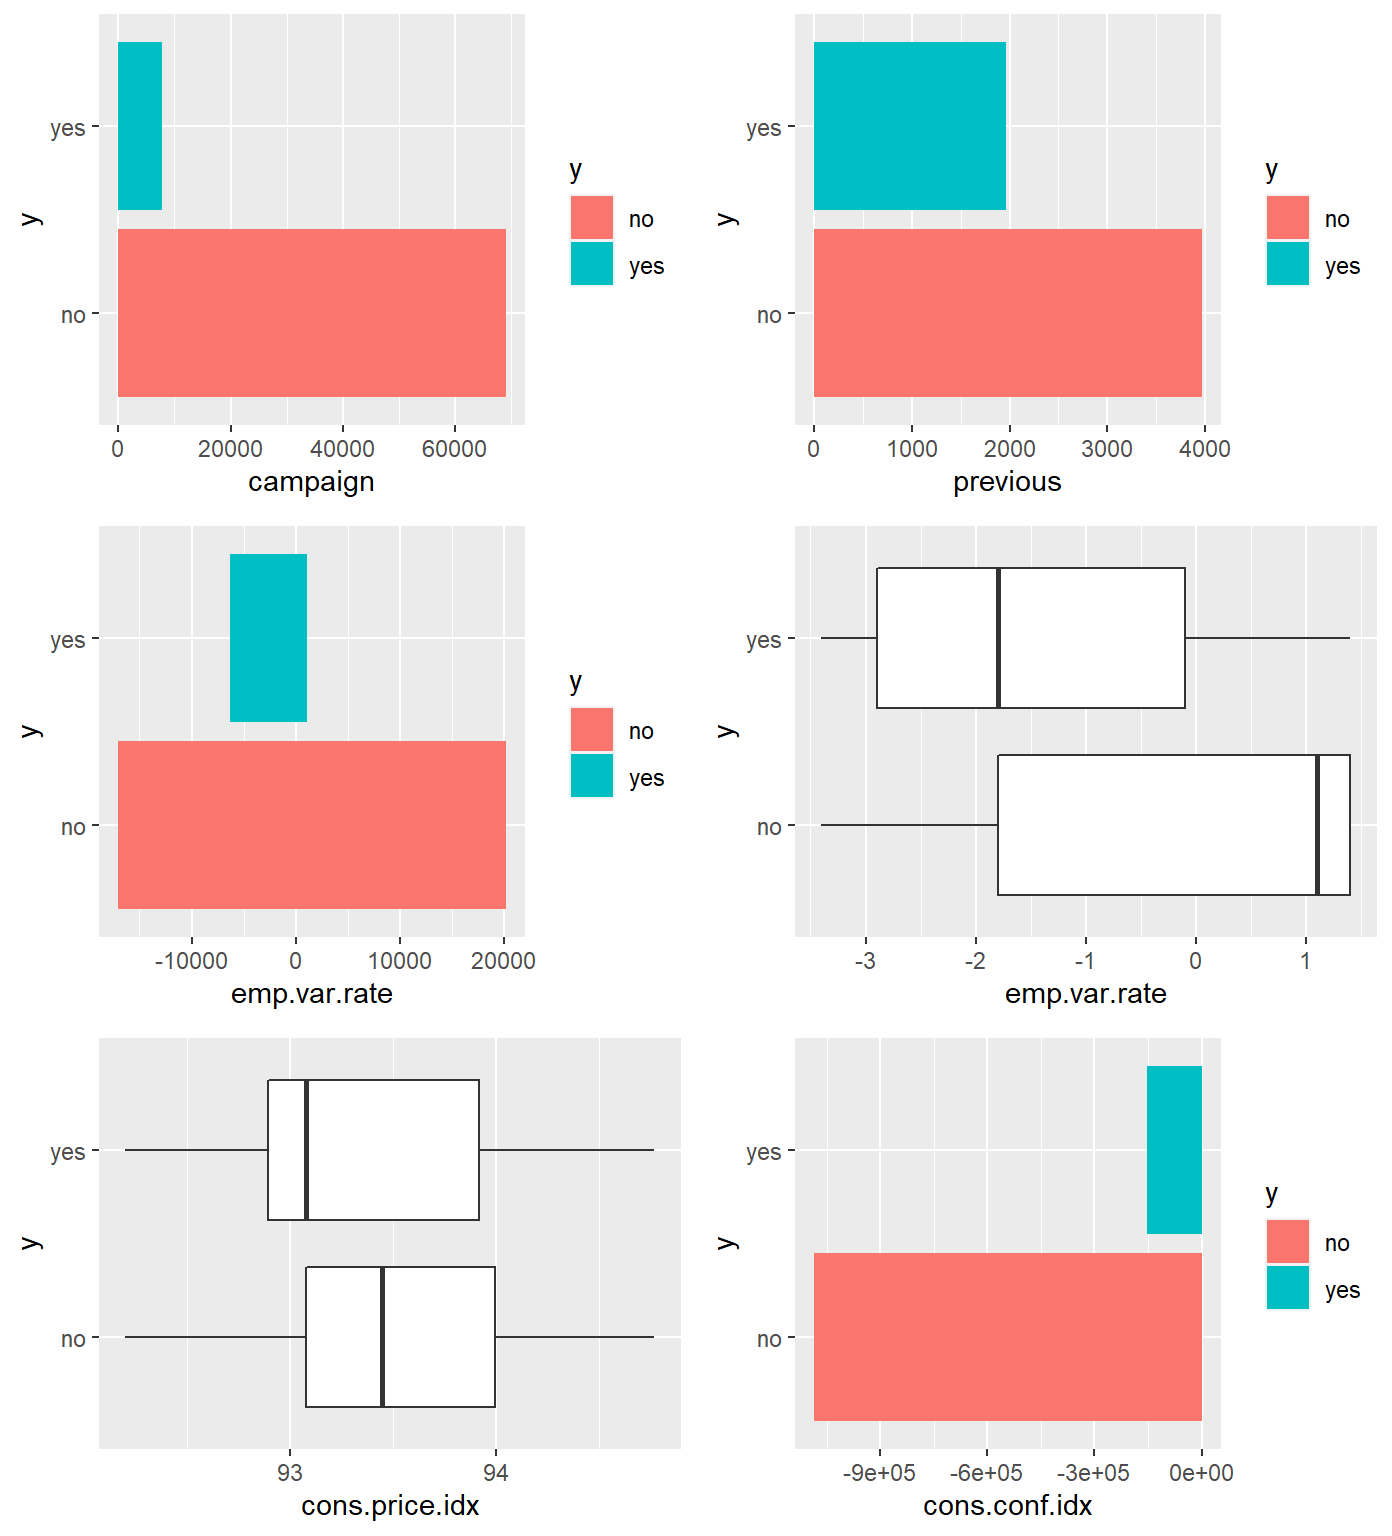 yes
no
y
0 20000 40000 60000
campaign
y
no
yes
yes
no
y
0 1000 2000 3000 4000
previous
y
no
yes
yes
no
y
-10000 0 10000 20000
emp.var.rate
y
no
yes
yes
no
y
-3 -2 -1 0 1
emp.var.rate
yes
no
y
93 94
cons.price.idx
yes
no
y
-9e+05 -6e+05 -3e+05 0e+00
cons.conf.idx
y
no
yes